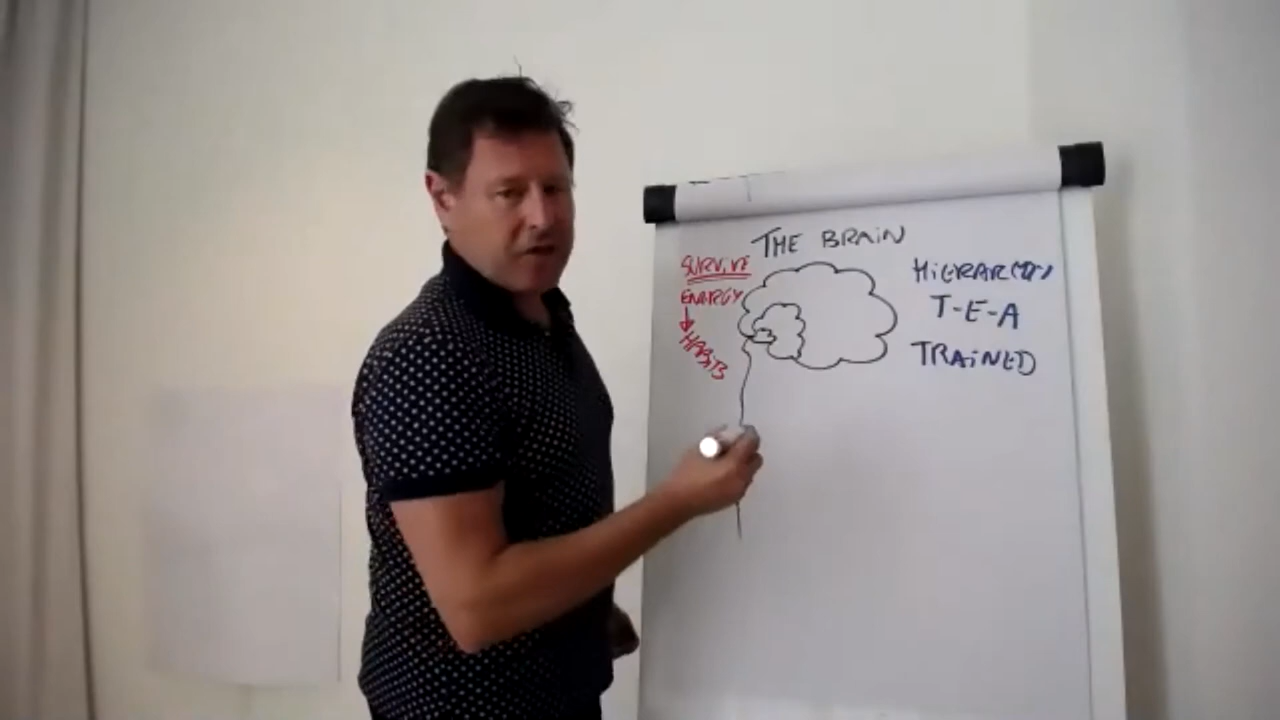 THE BRAiN
SURViVE
ENERGY
HABiTS
HiERARCHY
T-E-A
TRAiNED